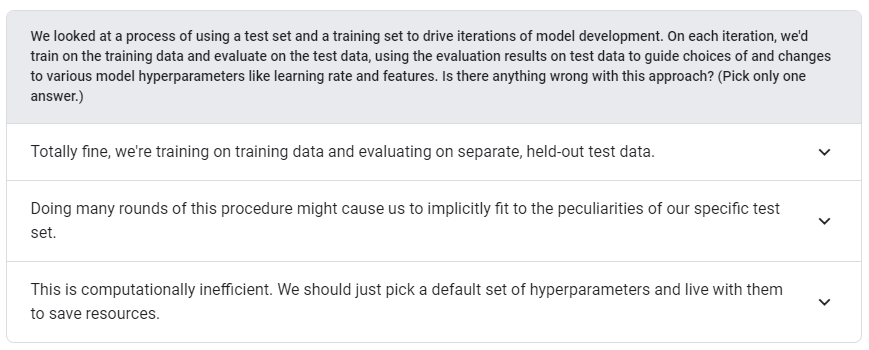 We looked at a process of using a test set and a training set to drive iterations of model development. On each iteration, we'd
train on the training data and evaluate on the test data, using the evaluation results on test data to guide choices of and changes
to various model hyperparameters like learning rate and features. Is there anything wrong with this approach? (Pick only one
answer.)
Totally fine, we're training on training data and evaluating on separate, held-out test data.
Doing many rounds of this procedure might cause us to implicitly fit to the peculiarities of our specific test
set.
This is computationally inefficient. We should just pick a default set of hyperparameters and live with them
to save resources.